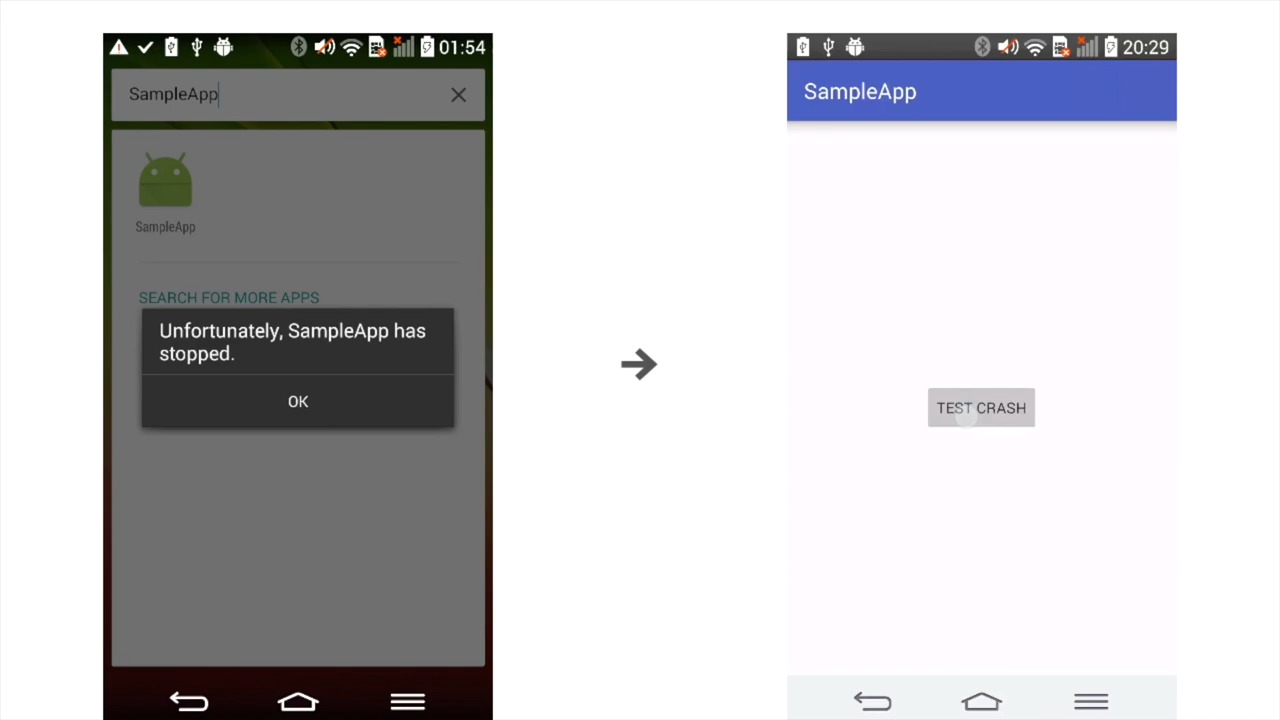 01:54
SampleApp
SampleApp
SEARCH FOR MORE APPS
Unfortunately, SampleApp has
stopped.
OK
20:29
SampleApp
TEST CRASH